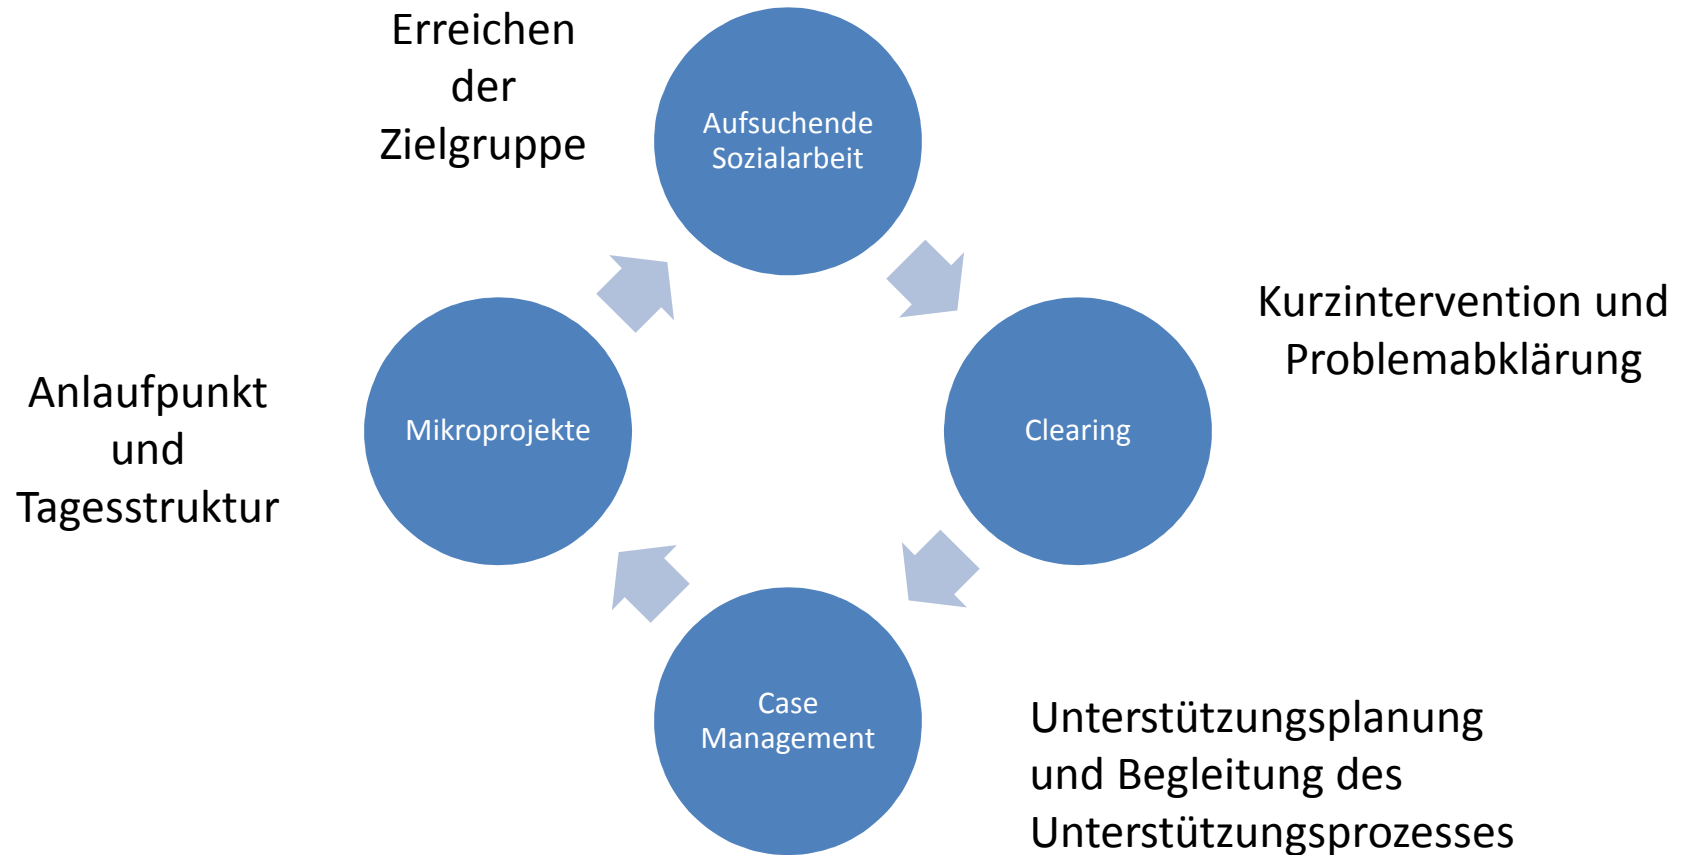 Erreichen
der
Zielgruppe
Aufsuchende
Sozialarbeit
Kurzintervention und
Problemabklärung
Clearing
Anlaufpunkt
und
Tagesstruktur
Mikroprojekte
Case
Management
Unterstützungsplanung
und Begleitung des
Unterstützungsprozesses